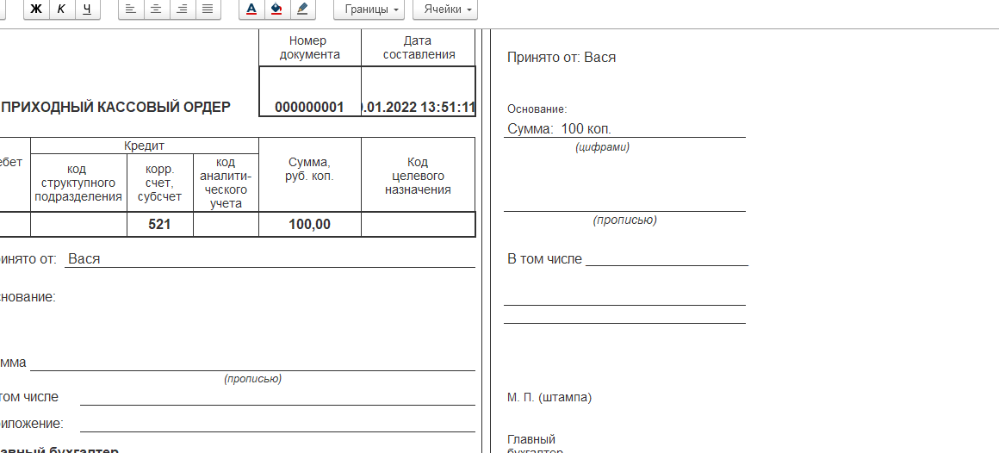 Ж К Ч А Границы Ячейки
Номер документа
Дата составления
ПРИХОДНЫЙ КАССОВЫЙ ОРДЕР
000000001
.01.2022 13:51:11
ебет
Кредит
код структупного подразделения
корр. счет, субсчет
код аналити- ческого учета
Сумма, руб. коп.
Код целевого назначения
521
100,00
инято от: Вася
нование:
мма
(прописью)
том числе
иложение:
авный бухгалтер
Принято от: Вася
Основание:
Сумма: 100 коп.
(цифрами)
(прописью)
В том числе
М. П. (штампа)
Главный
бухгалтер